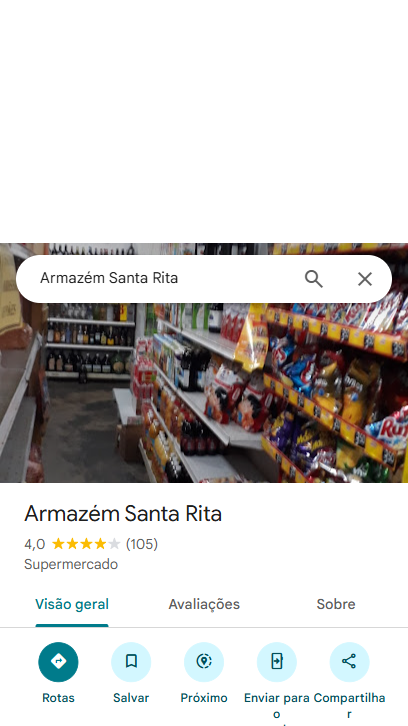 Armazém Santa Rita
Armazém Santa Rita
4,0 (105)
Supermercado
Visão geral Avaliações Sobre
Rotas Salvar Próximo Enviar para Compartilha
o r